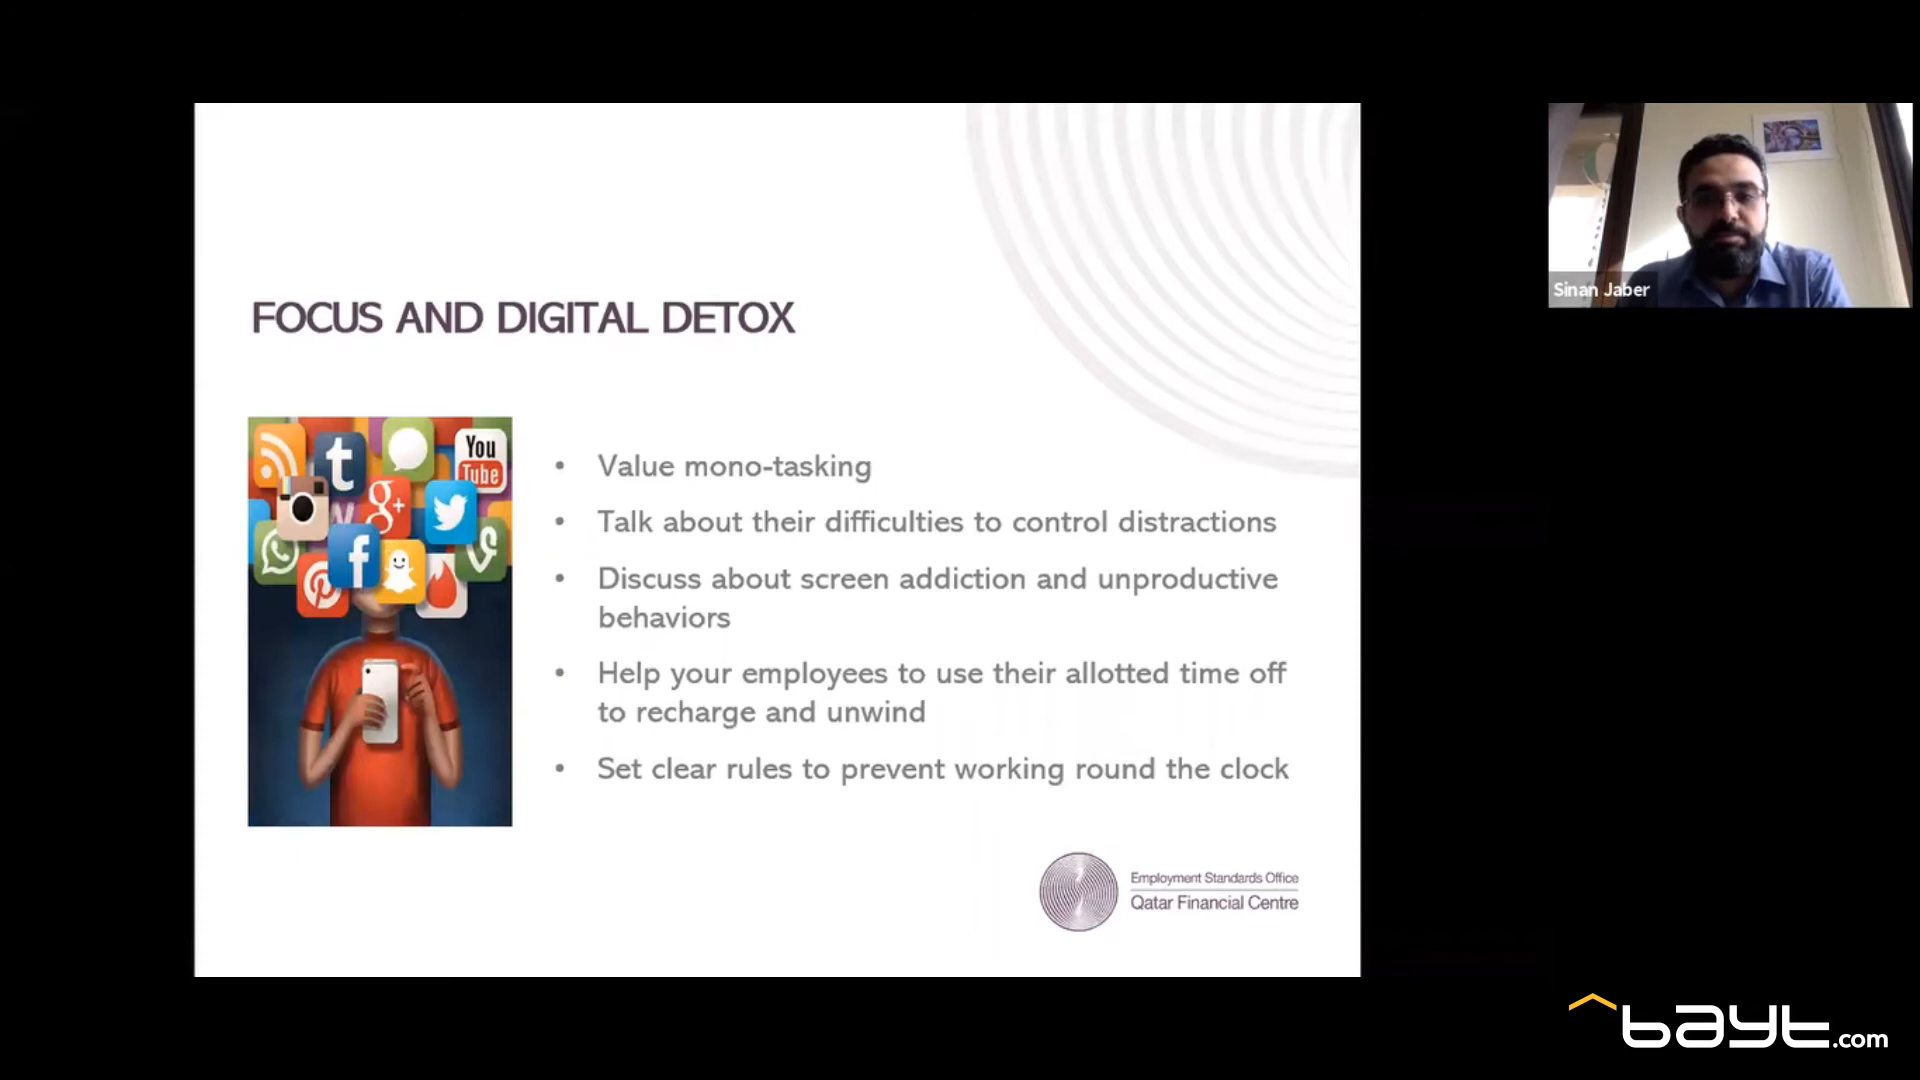 FOCUS AND DIGITAL DETOX
You
Tube
t
g+
f
• Value mono-tasking
• Talk about their difficulties to control distractions
• Discuss about screen addiction and unproductive
behaviors
• Help your employees to use their allotted time off
to recharge and unwind
• Set clear rules to prevent working round the clock
Employment Standards Office
Qatar Financial Centre
Sinan Jaber
bayt.com